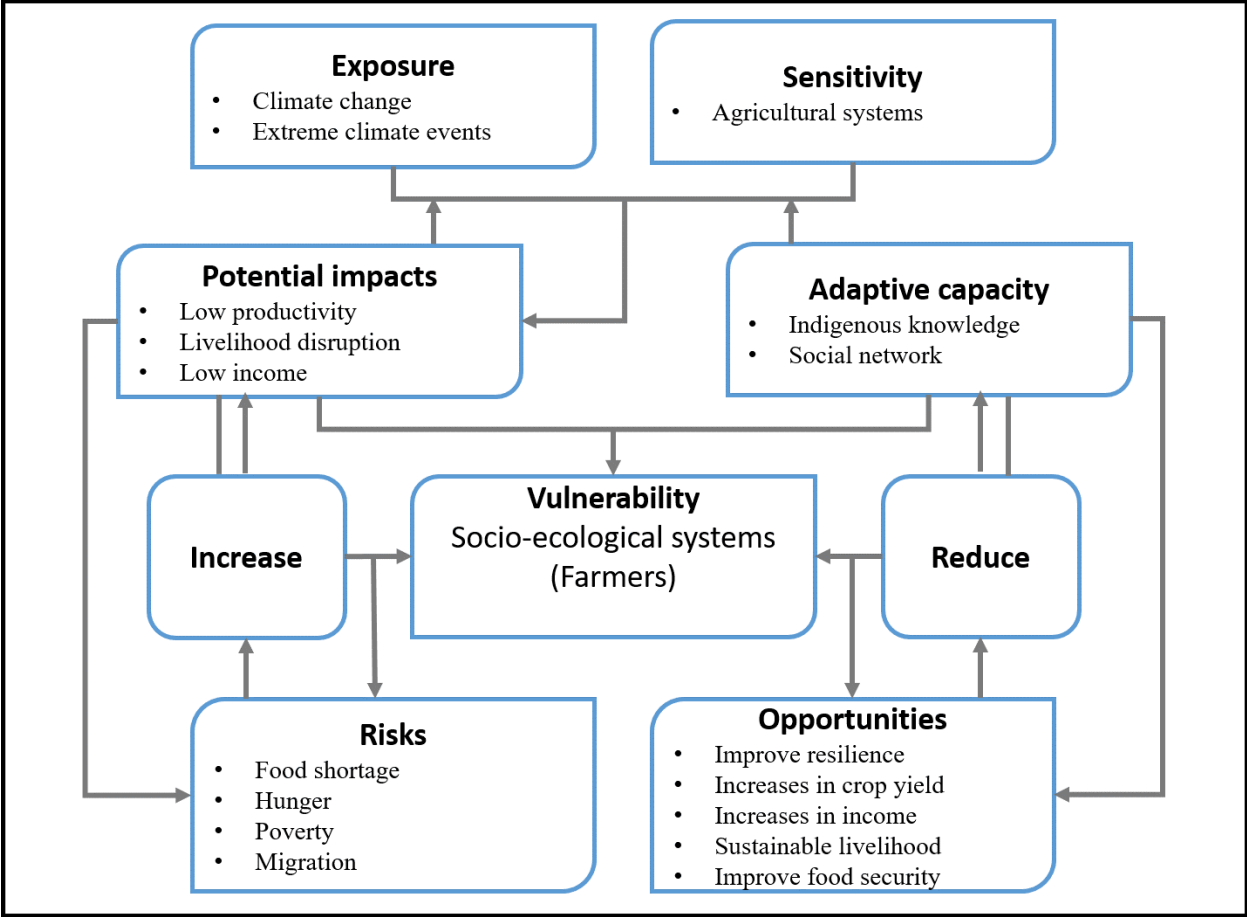 Exposure
• Climate change
• Extreme climate events
Sensitivity
• Agricultural systems
Potential impacts
• Low productivity
• Livelihood disruption
• Low income
Adaptive capacity
• Indigenous knowledge
• Social network
Increase
Vulnerability
Socio-ecological systems
(Farmers)
Reduce
Risks
• Food shortage
• Hunger
• Poverty
• Migration
Opportunities
• Improve resilience
• Increases in crop yield
• Increases in income
• Sustainable livelihood
• Improve food security